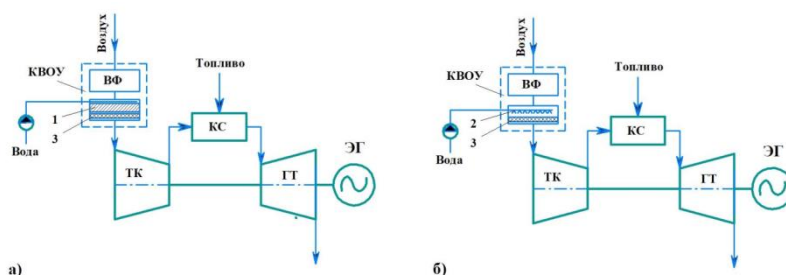 Воздух
КВОУ
ВФ
Топливо
1
3
КС
Вода
ЭГ
ТК
ГТ
а)
Воздух
КВОУ
ВФ
Топливо
2
3
КС
Вода
ЭГ
ТК
ГТ
б)